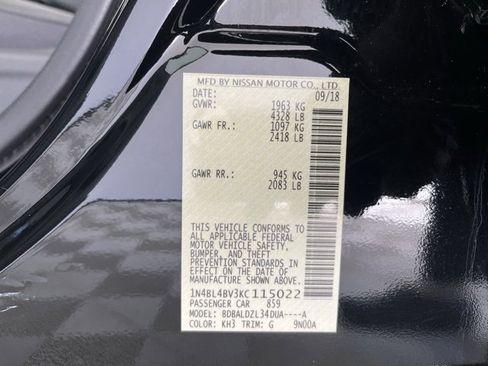 MFD BY NISSAN MOTOR CO., LTD.
DATE: 09/18
GVWR: 1963 KG
4328 LB
GAWR FR.: 1097 KG
2418 LB
GAWR RR.: 945 KG
2083 LB
THIS VEHICLE CONFORMS TO
ALL APPLICABLE FEDERAL
MOTOR VEHICLE SAFETY,
BUMPER, AND THEFT
PREVENTION STANDARDS
IN EFFECT ON THE DATE OF
MANUFACTURE SHOWN ABOVE.
1N4BL4BV3KC115022
PASSENGER CAR 859
MODEL: BDBALDZL34DUA----A
COLOR: KH3 TRIM: G 9N00A